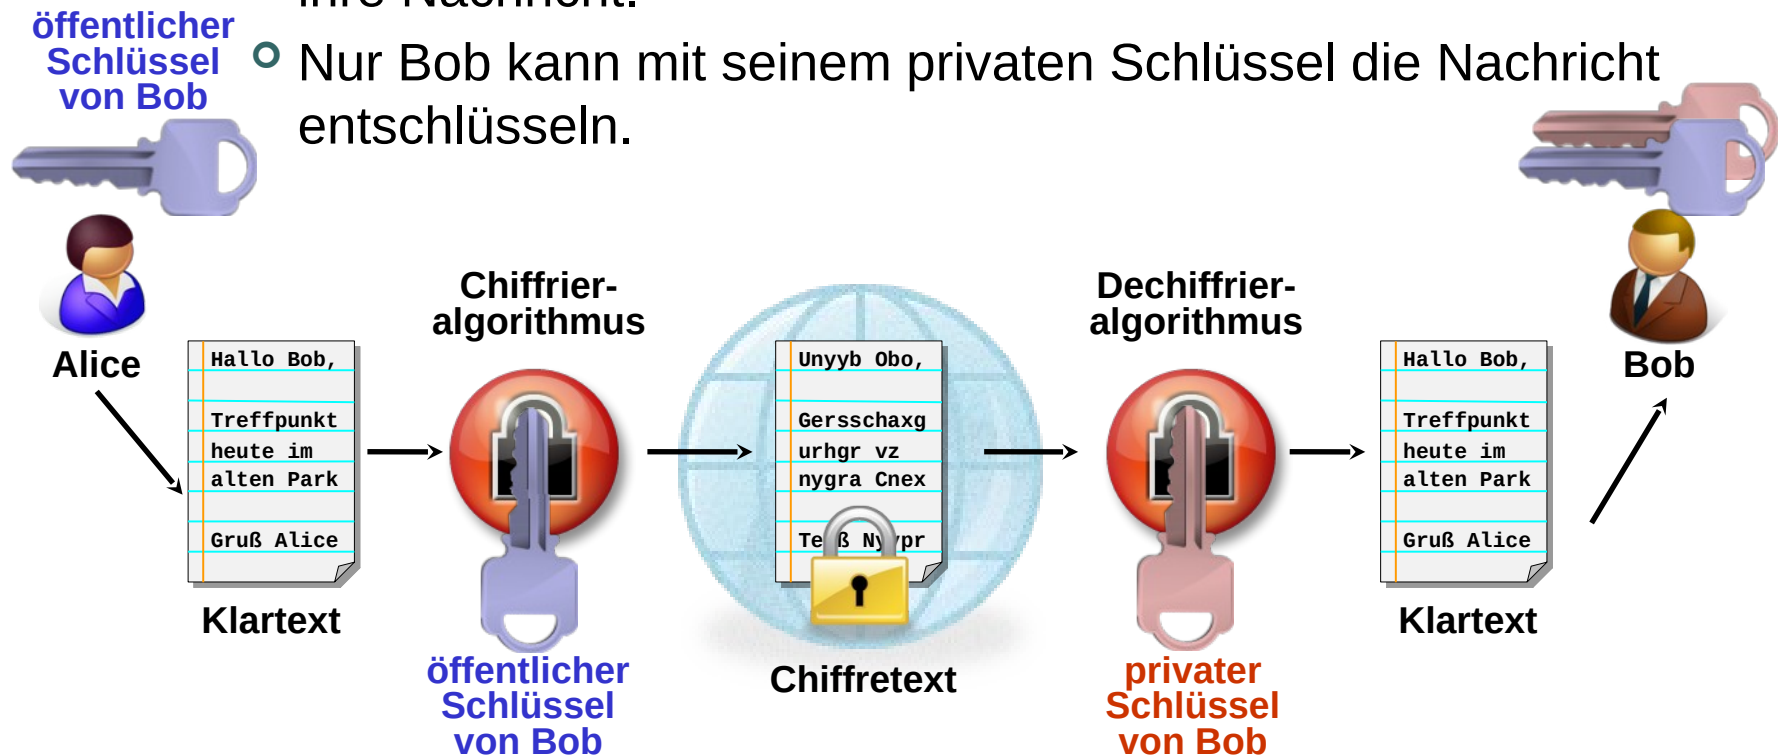 ihre Nachricht.
öffentlicher
Schlüssel
von Bob
Nur Bob kann mit seinem privaten Schlüssel die Nachricht
entschlüsseln.
Alice
Hallo Bob,
Treffpunkt
heute im
alten Park
Gruß Alice
Klartext
Chiffrier-
algorithmus
öffentlicher
Schlüssel
von Bob
Unyyb Obo,
Gersschaxg
urhgr vz
nygra Cnex
Chiffretext
Dechiffrier-
algorithmus
privater
Schlüssel
von Bob
Hallo Bob,
Treffpunkt
heute im
alten Park
Gruß Alice
Klartext
Bob